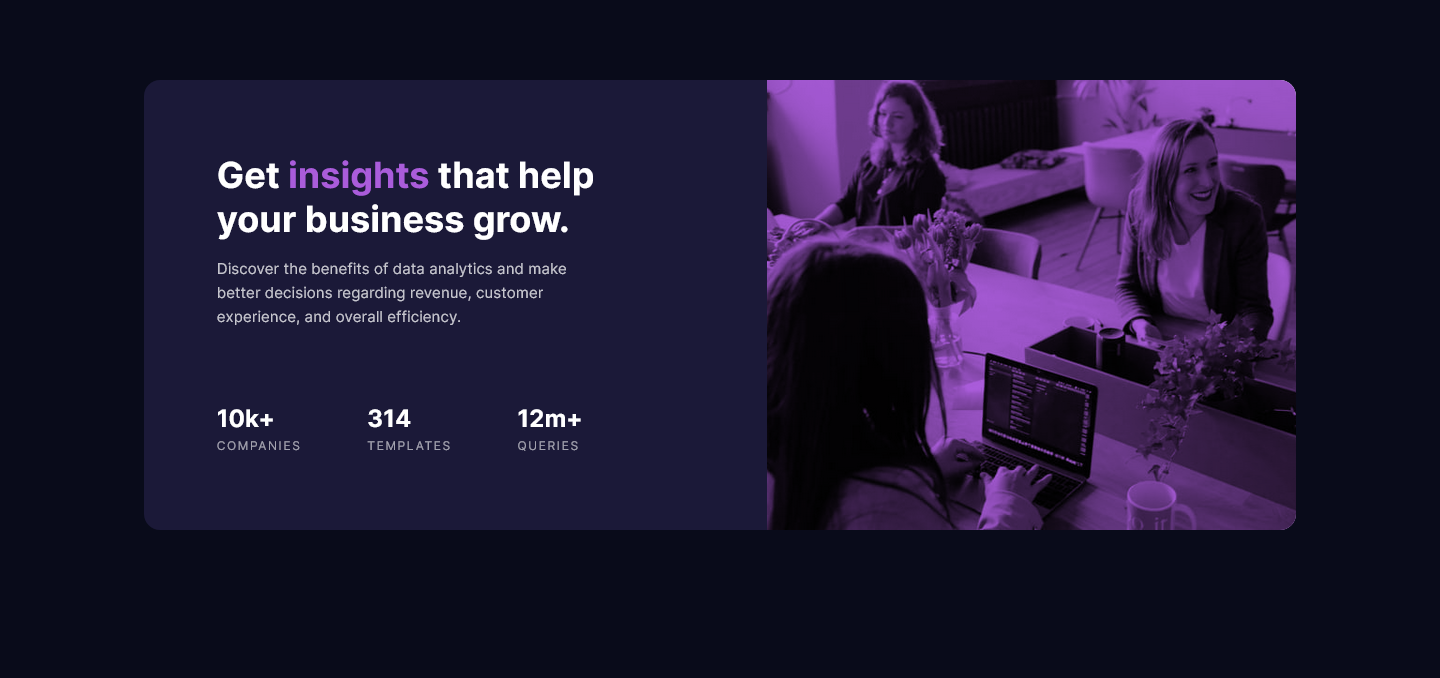 Get insights that help
your business grow.
Discover the benefits of data analytics and make
better decisions regarding revenue, customer
experience, and overall efficiency.
10k+ 314 12m+
COMPANIES TEMPLATES QUERIES